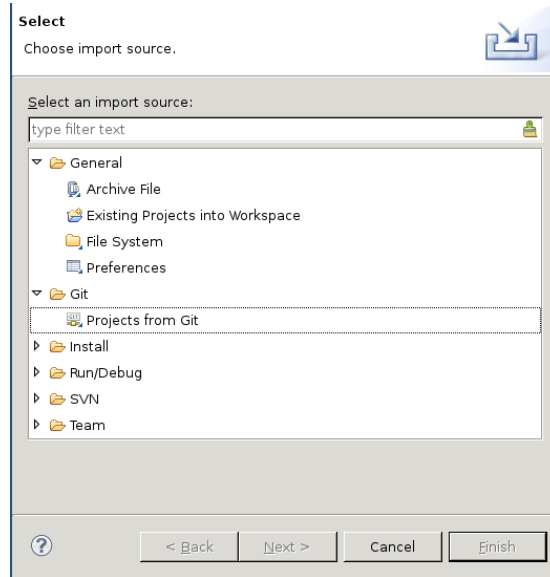 Select
Choose import source.
Select an import source:
type filter text
General
Archive File
Existing Projects into Workspace
File System
Preferences
Git
Projects from Git
Install
Run/Debug
SVN
Team
?
< Back Next > Cancel Finish